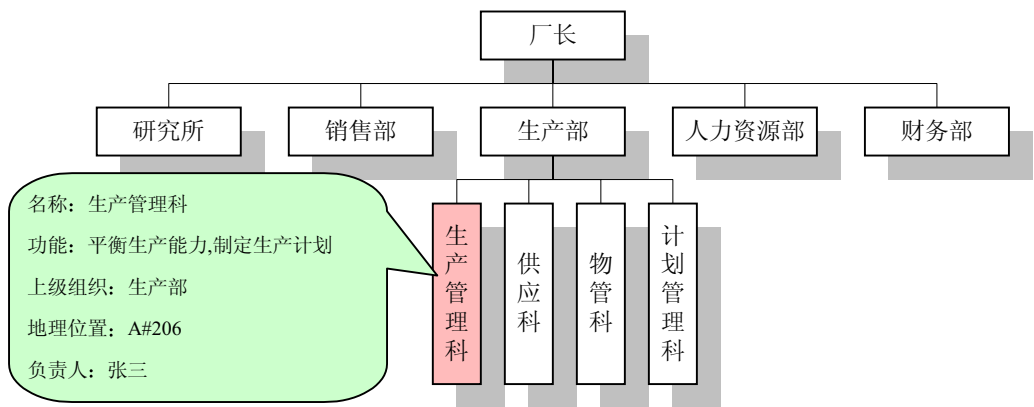 厂长
研究所
销售部
生产部
人力资源部
财务部
名称：生产管理科
功能：平衡生产能力,制定生产计划
上级组织：生产部
地理位置：A#206
负责人：张三
生产管理科
供应科
物管科
计划管理科